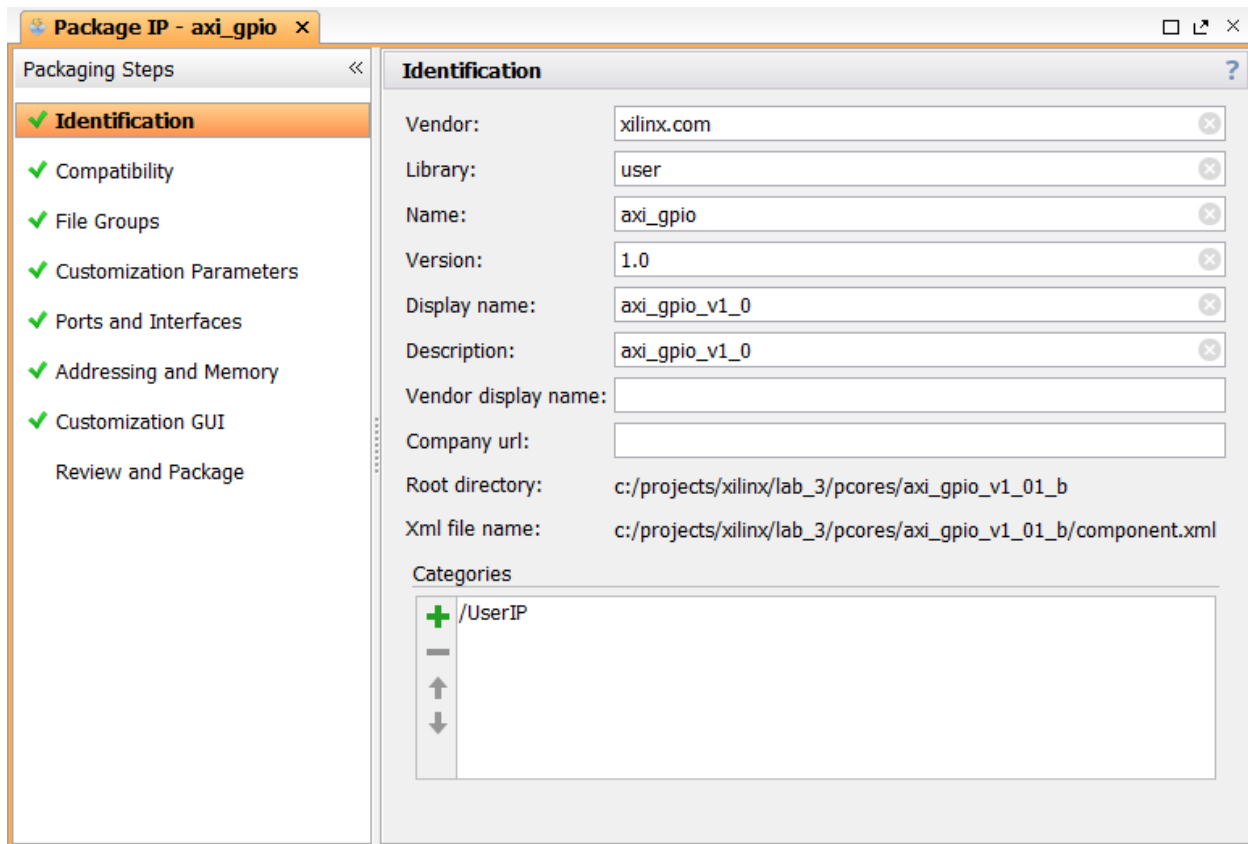 Package IP - axi_gpio
Packaging Steps
Identification
Compatibility
File Groups
Customization Parameters
Ports and Interfaces
Addressing and Memory
Customization GUI
Review and Package
Identification
Vendor: xilinx.com
Library: user
Name: axi_gpio
Version: 1.0
Display name: axi_gpio_v1_0
Description: axi_gpio_v1_0
Vendor display name:
Company url:
Root directory: c:/projects/xilinx/lab_3/pcores/axi_gpio_v1_01_b
Xml file name: c:/projects/xilinx/lab_3/pcores/axi_gpio_v1_01_b/component.xml
Categories
/UserIP